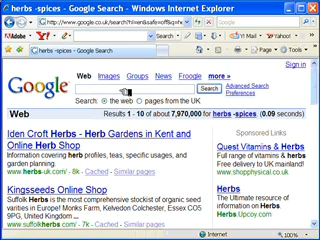 herbs -spices - Google Search - Windows Internet Explorer
http://www.google.co.uk/search?hl=en&safe=off&q=h
Adobe
Y!
herbs -spices - Google Search
Page
Tools
Sign in
Google
Web Images Groups News Froogle more »
Search
Advanced Search
Preferences
Search: the web pages from the UK
Web Results 1 - 10 of about 7,970,000 for herbs -spices (0.09 seconds)
Iden Croft Herbs - Herb Gardens in Kent and
Online Herb Shop
Information covering herb profiles, teas, specific usages, and
garden planning.
www.herbs-uk.com/ - 8k - Cached - Similar pages
Kingsseeds Online Shop
Suffolk Herbs is the most comprehensive stockist of organic seed
varieties in Europe! Monks Farm, Kelvedon Colchester, Essex CO5
9PG, United Kingdom ...
www.suffolkherbs.com/ - 7k - Cached - Similar pages
Sponsored Links
Quest Vitamins & Herbs
Full range of vitamins & herbs
Free delivery to UK mainland!
www.shopphysical.co.uk
Herbs
The Ultimate resource of
information on Herbs.
Herbs.Upcoy.com
Internet
100%